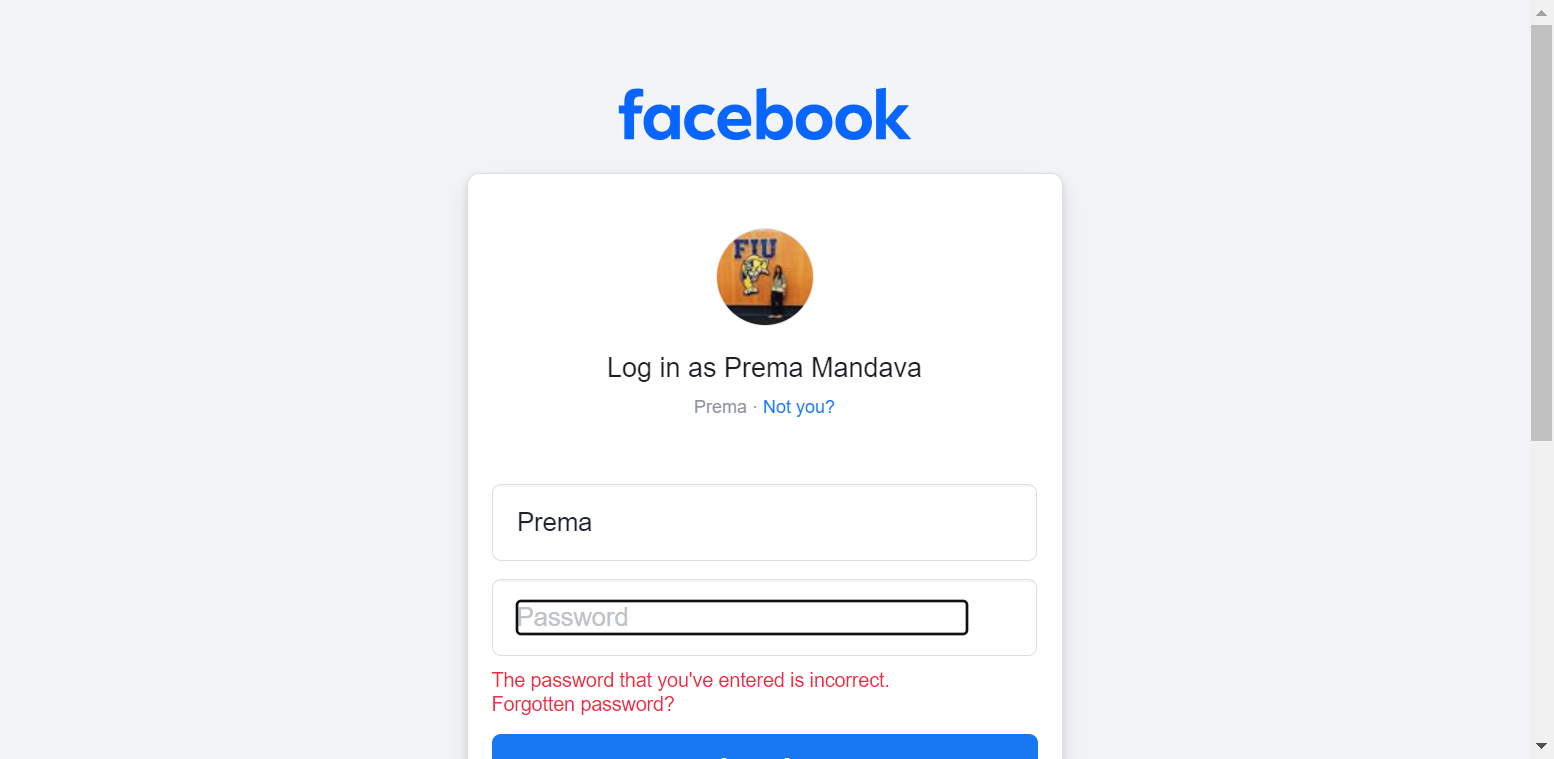 facebook
FIU
Log in as Prema Mandava
Prema · Not you?
Prema
Password
The password that you've entered is incorrect.
Forgotten password?